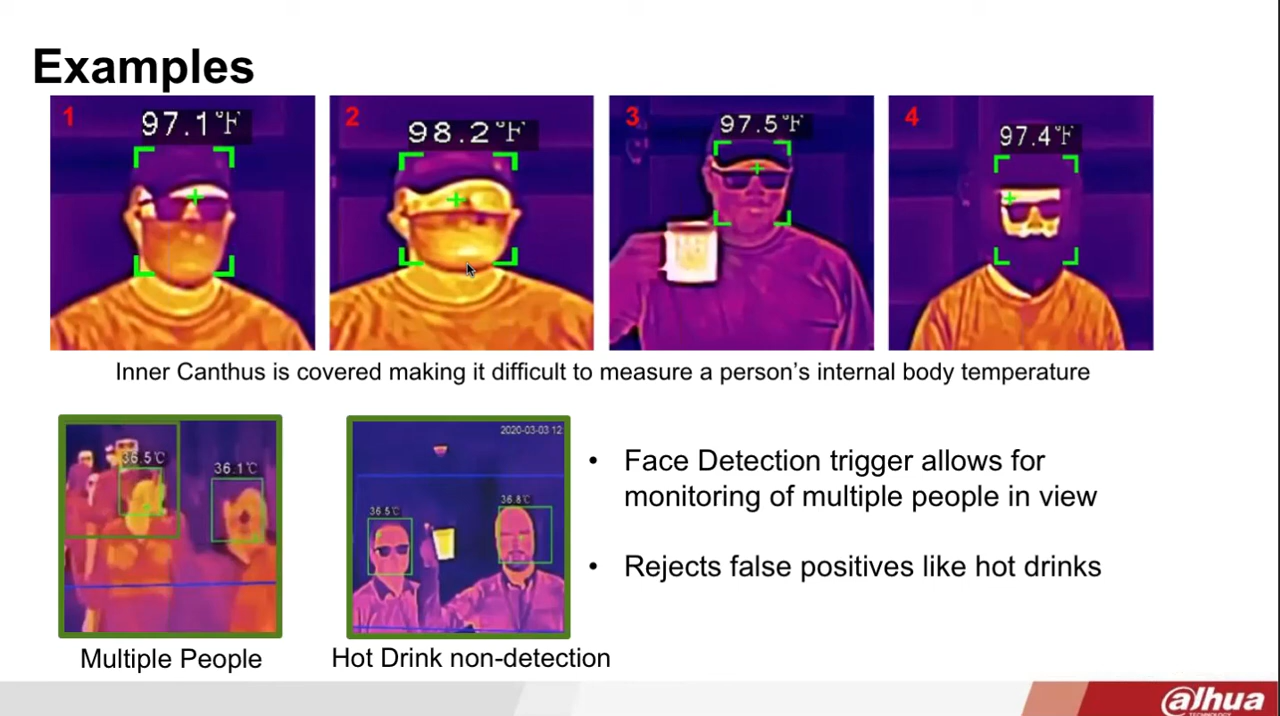 Examples
1
97.1°F
2
98.2°F
3
97.5°F
4
97.4°F
Inner Canthus is covered making it difficult to measure a person's internal body temperature
36.5℃
36.1℃
2020-03-03 12
36.5℃
36.8℃
• Face Detection trigger allows for
monitoring of multiple people in view
• Rejects false positives like hot drinks
Multiple People
Hot Drink non-detection
alhua
TECHNOLOGY